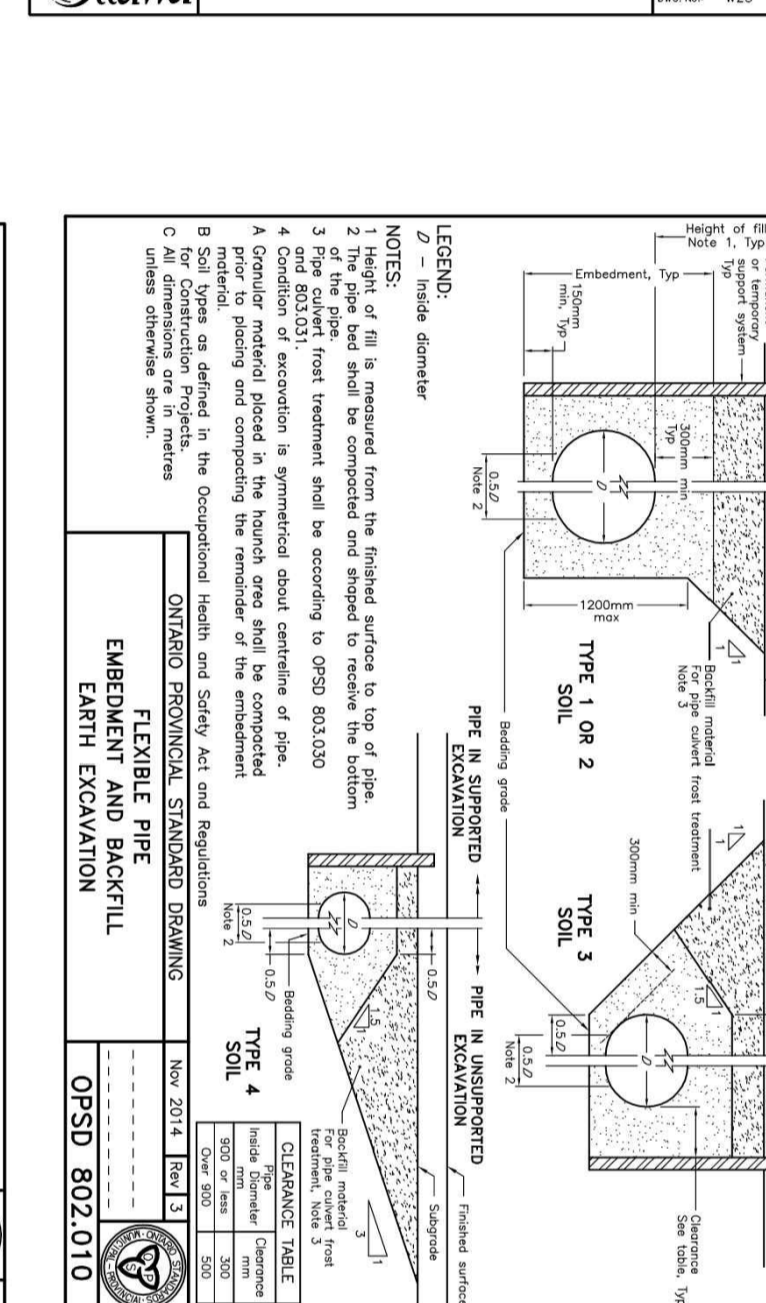 Height of fill
Note 1, Typ
or temporary
support system
Typ
Embedment, Typ
150mm
min, Typ
300mm min
Typ
D
0.5D
Note 2
1200mm
max
TYPE 1 OR 2
SOIL
1
1
Backfill material
For pipe culvert frost treatment
Note 3
1
1
300mm min
TYPE 3
SOIL
1
1.5
0.5D
D
0.5D
Note 2
Clearance
See table, Typ
Bedding grade
PIPE IN SUPPORTED
EXCAVATION
PIPE IN UNSUPPORTED
EXCAVATION
Finished surface
Subgrade
0.5D
D
0.5D
Note 2
0.5D
Bedding grade
1
1.5
TYPE 4
SOIL
Backfill material
For pipe culvert frost
treatment, Note 3
1
3
CLEARANCE TABLE
Pipe
Inside Diameter
mm
Clearance
mm
900 or less 300
Over 900 500
LEGEND:
D – Inside diameter
NOTES:
1 Height of fill is measured from the finished surface to top of pipe.
2 The pipe bed shall be compacted and shaped to receive the bottom
of the pipe.
3 Pipe culvert frost treatment shall be according to OPSD 803.030
and 803.031.
4 Condition of excavation is symmetrical about centreline of pipe.
A Granular material placed in the haunch area shall be compacted
prior to placing and compacting the remainder of the embedment
material.
B Soil types as defined in the Occupational Health and Safety Act and Regulations
for Construction Projects.
C All dimensions are in metres
unless otherwise shown.
ONTARIO PROVINCIAL STANDARD DRAWING
Nov 2014 Rev 3
FLEXIBLE PIPE
EMBEDMENT AND BACKFILL
EARTH EXCAVATION
OPSD 802.010